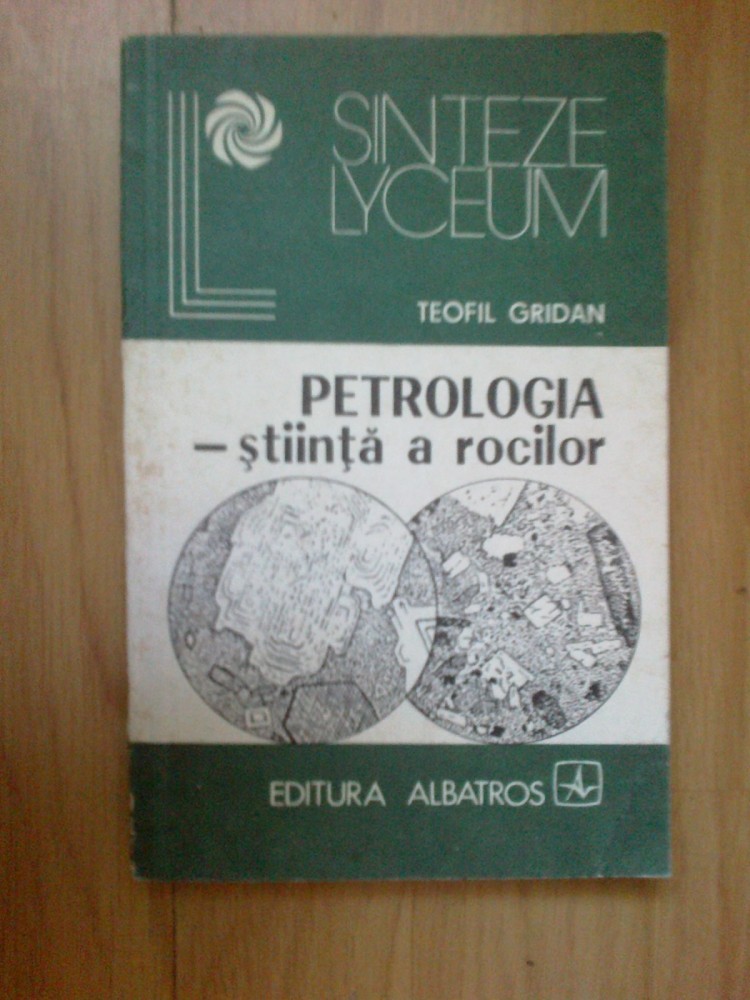 SINTEZE
LYCEUM
TEOFIL GRIDAN
PETROLOGIA
– știință a rocilor
EDITURA ALBATROS